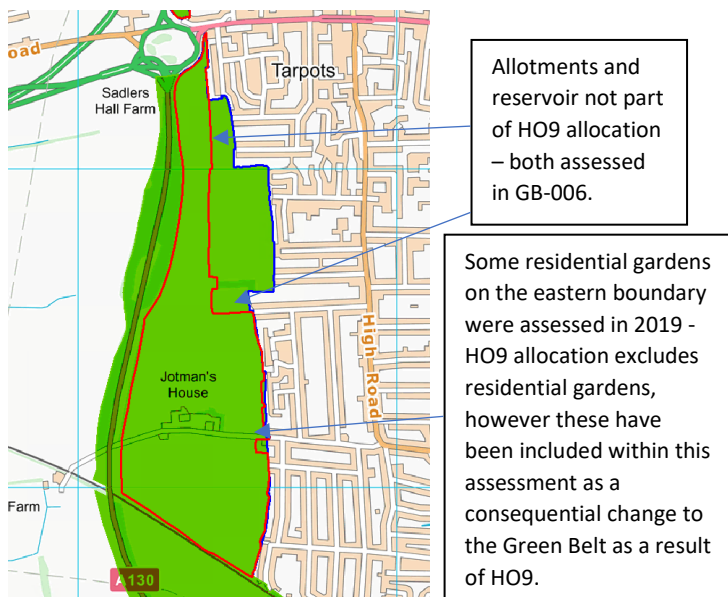 oad
Sadlers
Hall Farm
Tarpots
Jotman's
House
High Road
Farm
A130
Allotments and
reservoir not part
of HO9 allocation
– both assessed
in GB-006.
Some residential gardens
on the eastern boundary
were assessed in 2019 -
HO9 allocation excludes
residential gardens,
however these have
been included within this
assessment as a
consequential change to
the Green Belt as a result
of HO9.